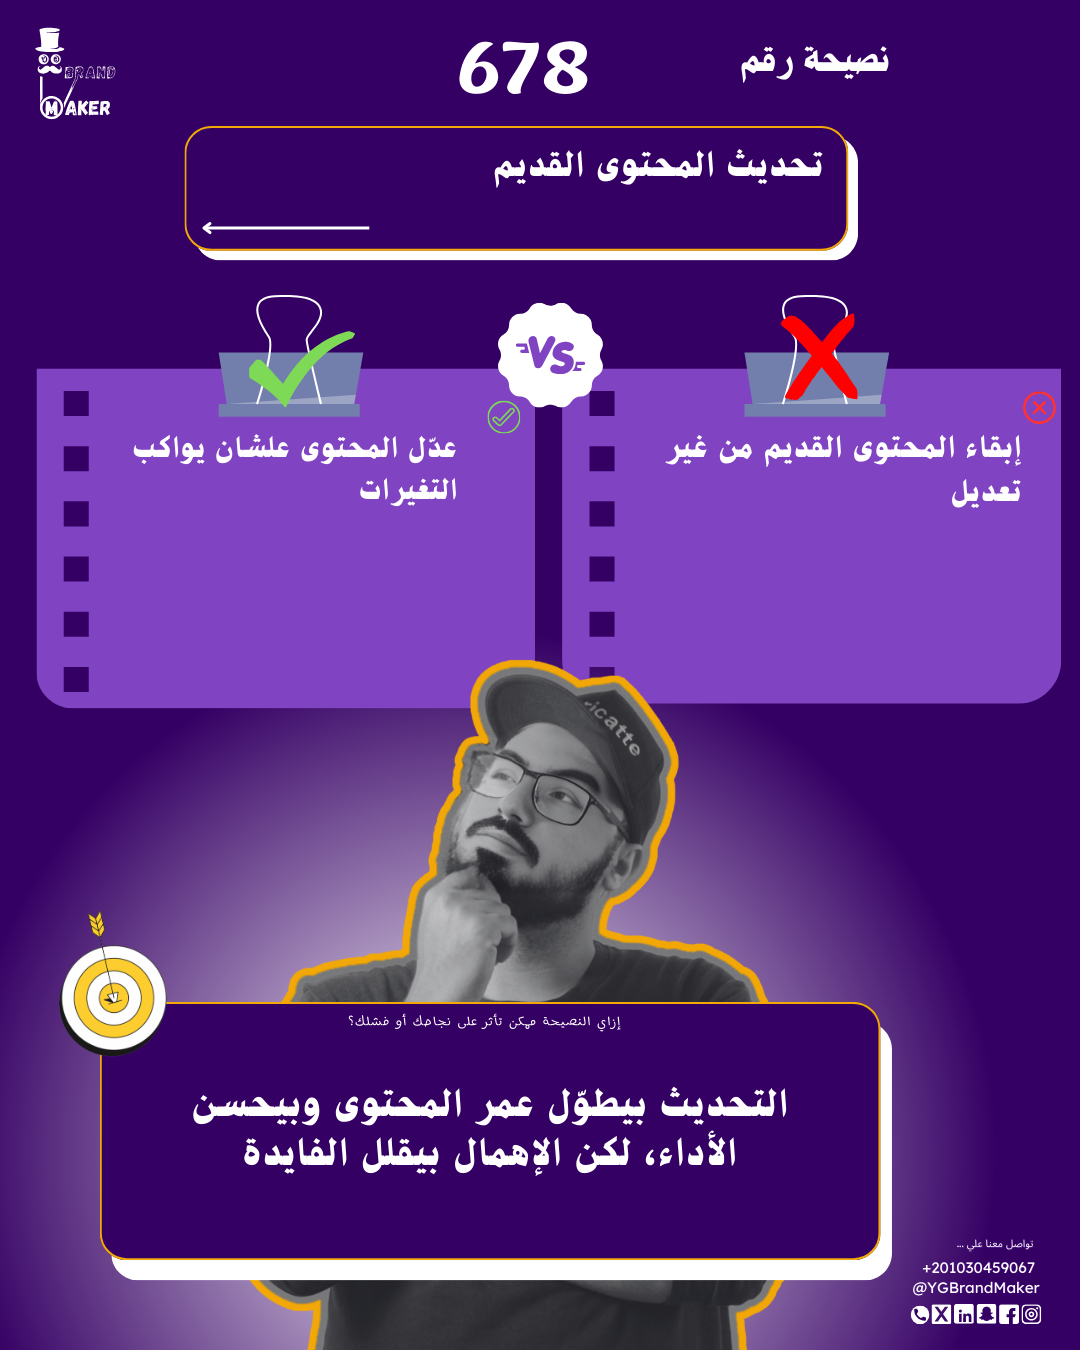 BRAND
MAKER
نصيحة رقم 678
تحديث المحتوى القديم
VS
إبقاء المحتوى القديم من غير
تعديل
عدّل المحتوى علشان يواكب
التغيرات
icatte
إزاي النصيحة ممكن تأثر على نجاحك أو فشلك؟
التحديث بيطوّل عمر المحتوى وبيحسن
الأداء، لكن الإهمال بيقلل الفايدة
تواصل معنا علي ...
+201030459067
@YGBrandMaker